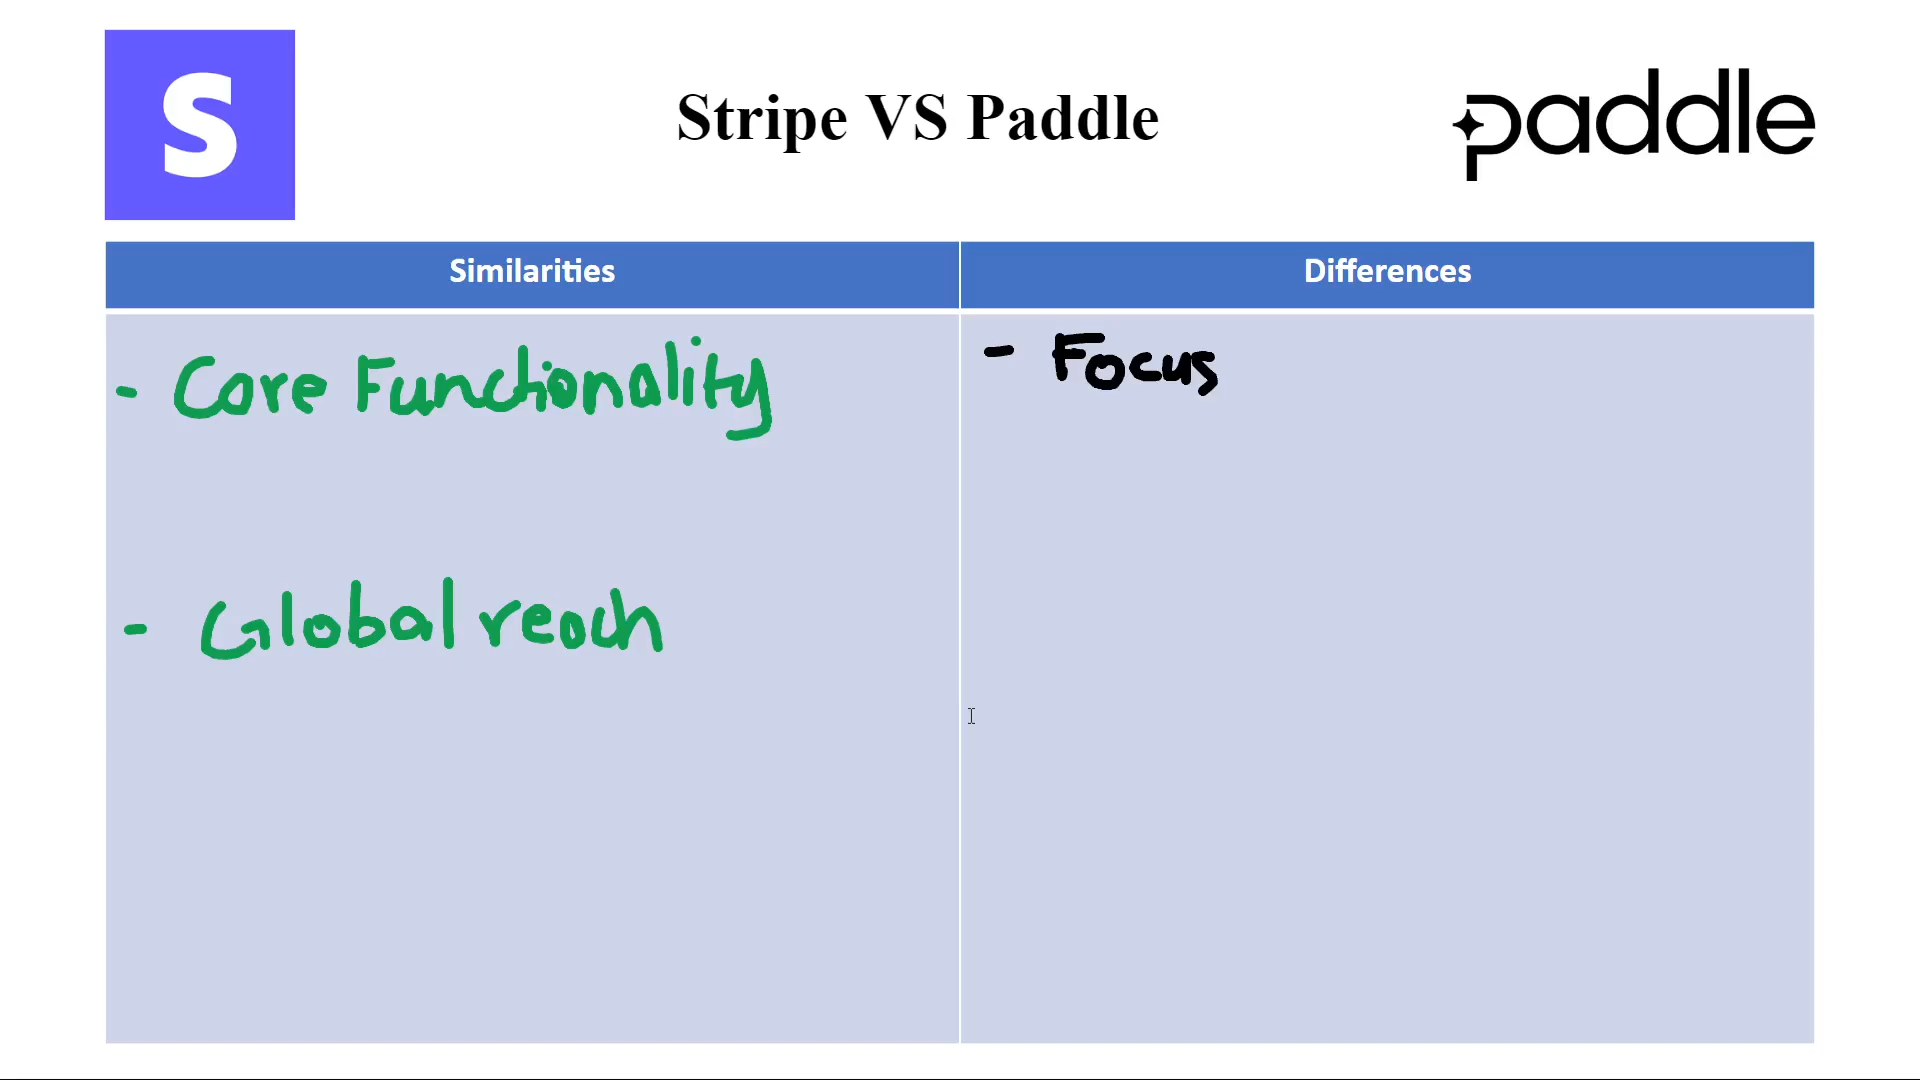 S
Stripe VS Paddle
paddle
Similarities
Differences
- Core Functionality
- Focus
- Global reach